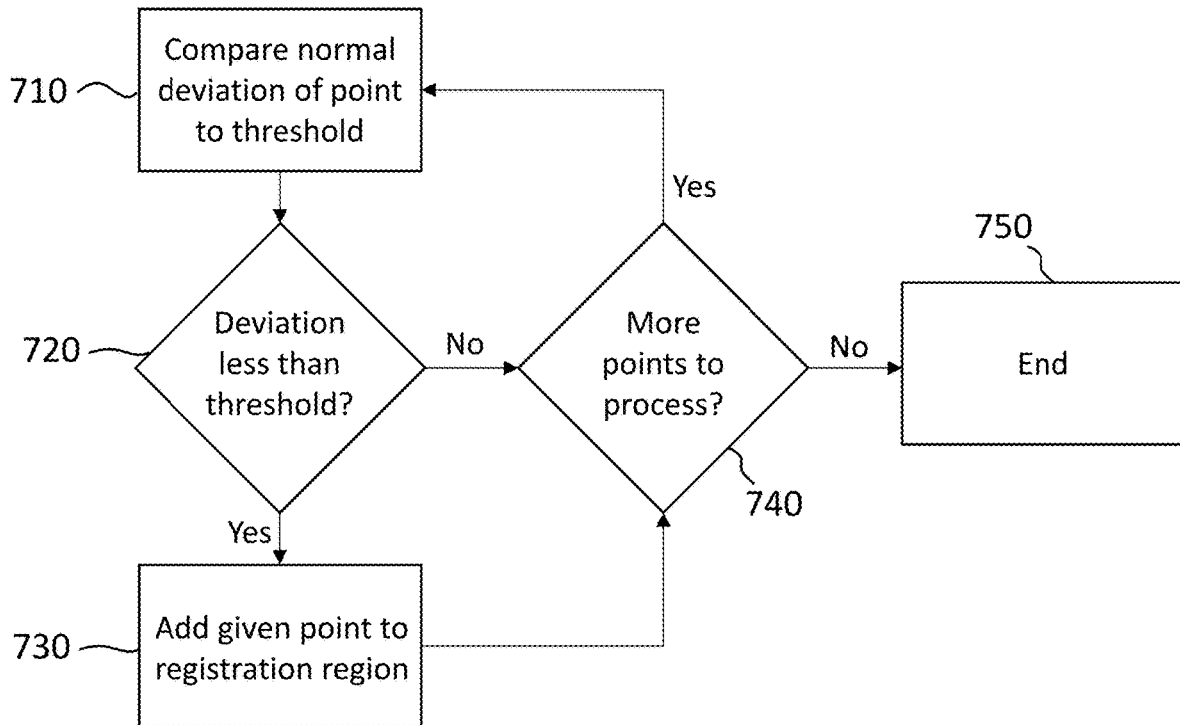 710
Compare normal
deviation of point
to threshold
Yes
750
720
Deviation
less than
threshold?
No
More
points to
process?
No
End
740
Yes
730
Add given point to
registration region